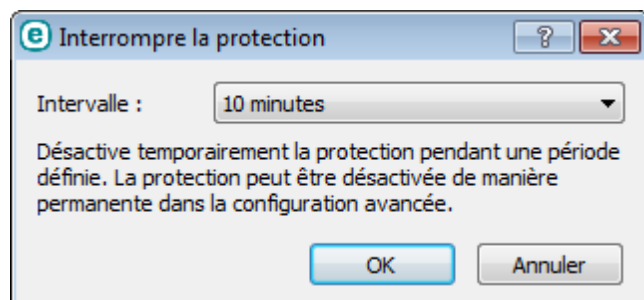 Interrompre la protection
Intervalle : 10 minutes
Désactive temporairement la protection pendant une période
définie. La protection peut être désactivée de manière
permanente dans la configuration avancée.
OK Annuler